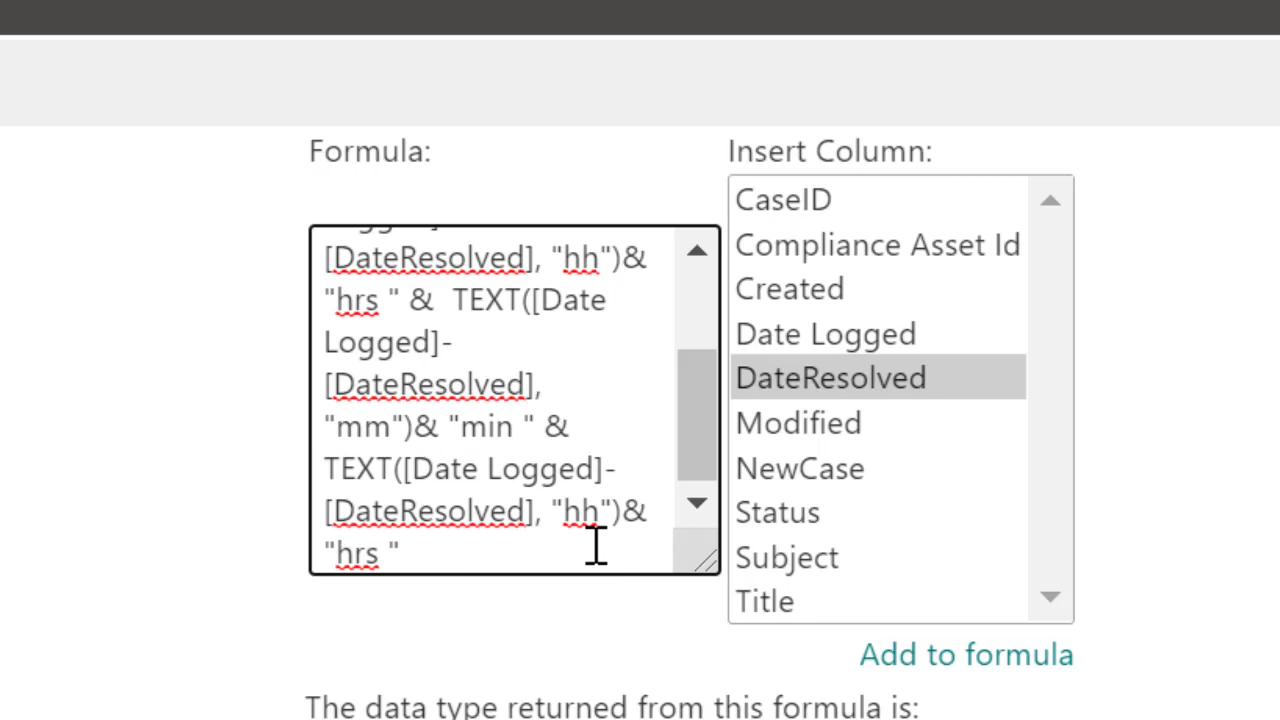 Formula:
[DateResolved], "hh")&
"hrs " &  TEXT([Date
Logged]-
[DateResolved],
"mm")& "min " &
TEXT([Date Logged]-
[DateResolved], "hh")&
"hrs "
Insert Column:
CaseID
Compliance Asset Id
Created
Date Logged
DateResolved
Modified
NewCase
Status
Subject
Title
Add to formula
The data type returned from this formula is: